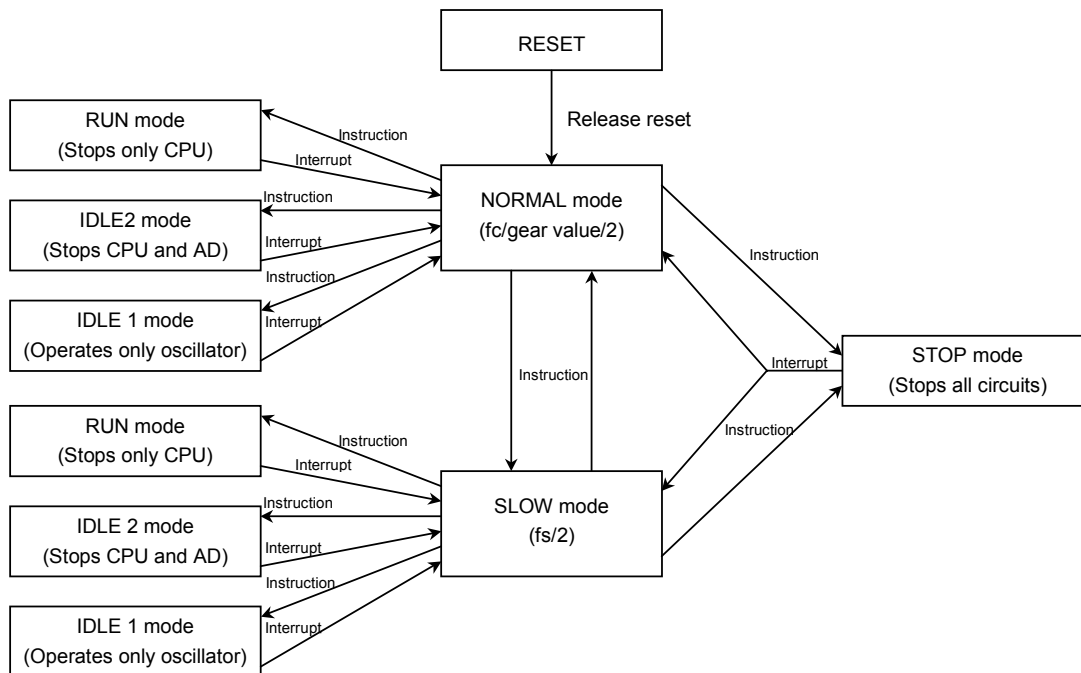 RESET
Release reset
RUN mode
(Stops only CPU)
Instruction
Interrupt
NORMAL mode
(fc/gear value/2)
Instruction
IDLE2 mode
(Stops CPU and AD)
Interrupt
Instruction
Instruction
IDLE 1 mode
(Operates only oscillator)
Interrupt
STOP mode
(Stops all circuits)
Interrupt
Instruction
RUN mode
(Stops only CPU)
Instruction
Interrupt
Instruction
SLOW mode
(fs/2)
Instruction
IDLE 2 mode
(Stops CPU and AD)
Interrupt
Instruction
IDLE 1 mode
(Operates only oscillator)
Interrupt